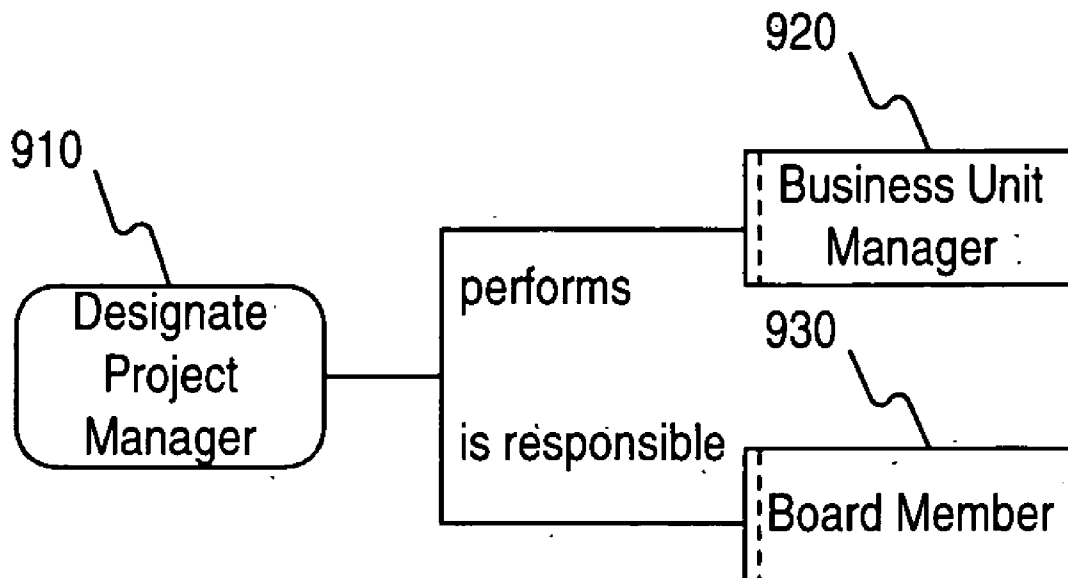 920
910
Business Unit
Manager
Designate
Project
Manager
performs
930
is responsible
Board Member